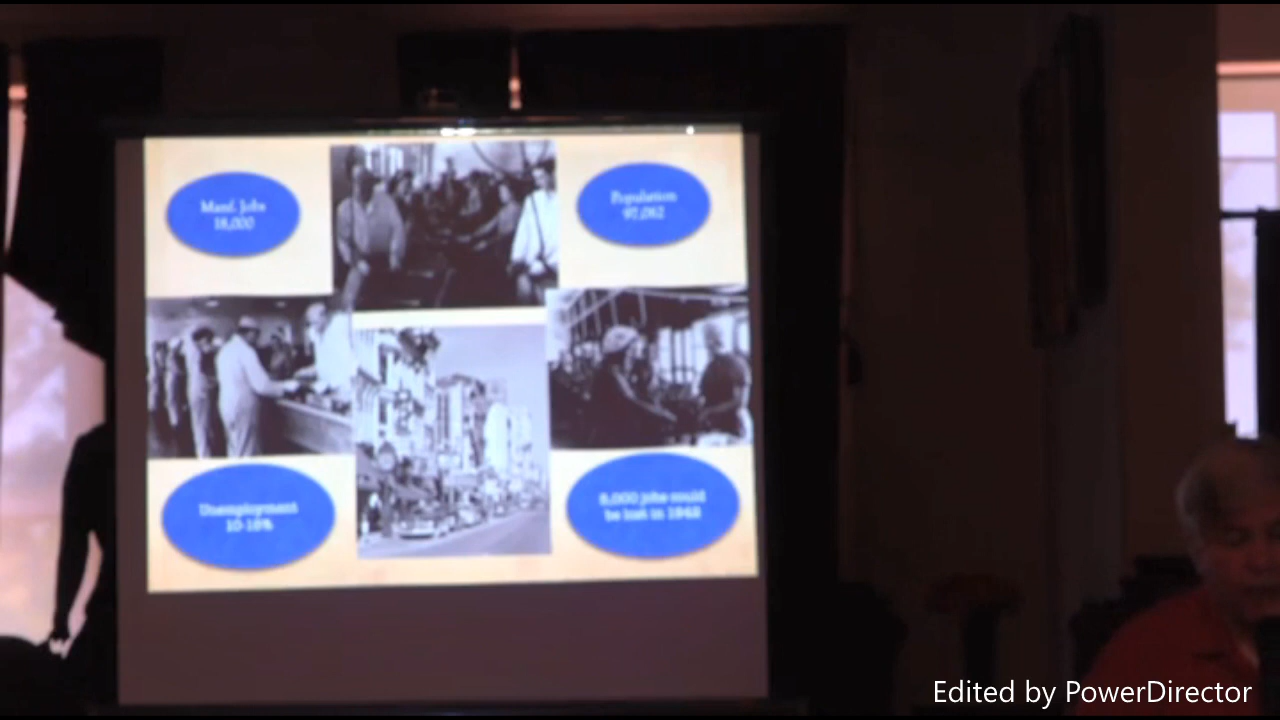 Manf. Jobs
18,000
Population
97,062
Unemployment
10-15%
8,000 jobs could
be lost in 1942
Edited by PowerDirector